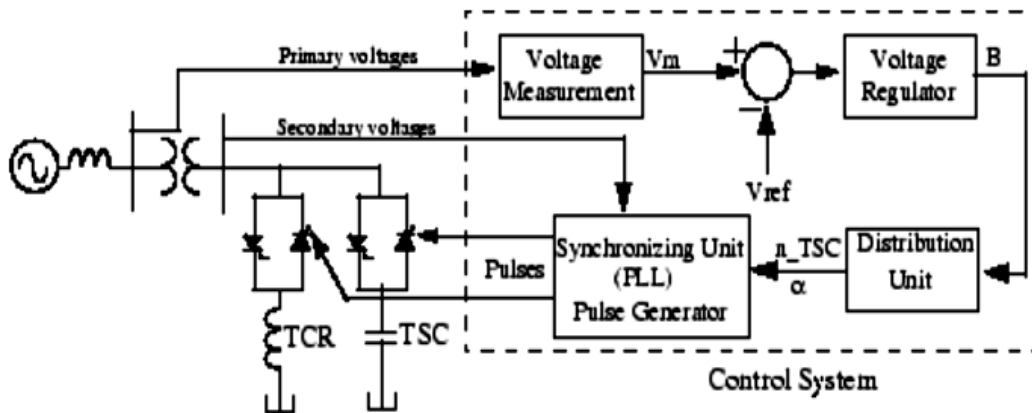 Primary voltages
Voltage
Measurement
Vm
+
−
Voltage
Regulator
B
Secondary voltages
Vref
Synchronizing Unit
(PLL)
Pulse Generator
n_TSC
α
Distribution
Unit
Pulses
TCR
TSC
Control System